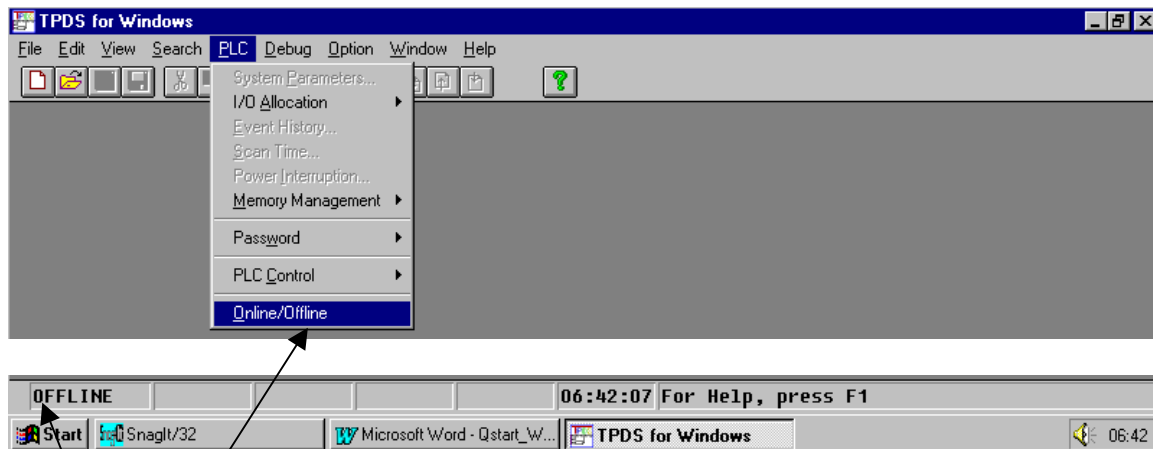 TPDS for Windows
File Edit View Search PLC Debug Option Window Help
System Parameters...
I/O Allocation
Event History...
Scan Time...
Power Interruption...
Memory Management
Password
PLC Control
Online/Offline
OFFLINE 06:42:07 For Help, press F1
Start SnagIt/32 Microsoft Word - Qstart_W... TPDS for Windows 06:42